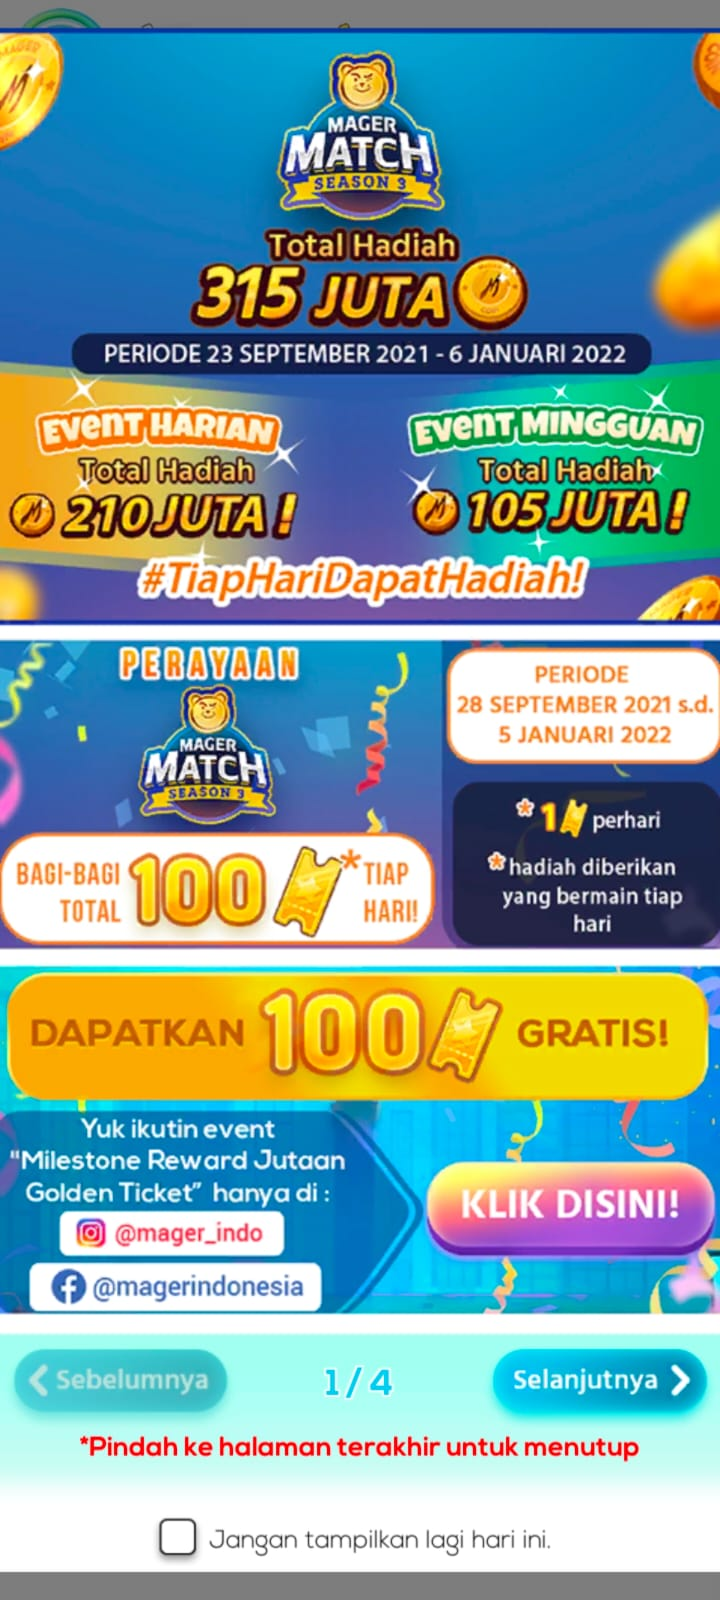 MAGER
MATCH
SEASON 3
Total Hadiah
315 JUTA
PERIODE 23 SEPTEMBER 2021 - 6 JANUARI 2022
EVENT HARIAN
Total Hadiah
210 JUTA !
EVENT MINGGUAN
Total Hadiah
105 JUTA !
#TiapHariDapatHadiah!
PERAYAAN
MAGER
MATCH
SEASON 3
BAGI-BAGI
TOTAL
100
*TIAP
HARI!
PERIODE
28 SEPTEMBER 2021 s.d.
5 JANUARI 2022
* 1 perhari
*hadiah diberikan
yang bermain tiap
hari
DAPATKAN 100 GRATIS!
Yuk ikutin event
"Milestone Reward Jutaan
Golden Ticket" hanya di :
@mager_indo
@magerindonesia
KLIK DISINI!
Sebelumnya
1/4
Selanjutnya
*Pindah ke halaman terakhir untuk menutup
Jangan tampilkan lagi hari ini.